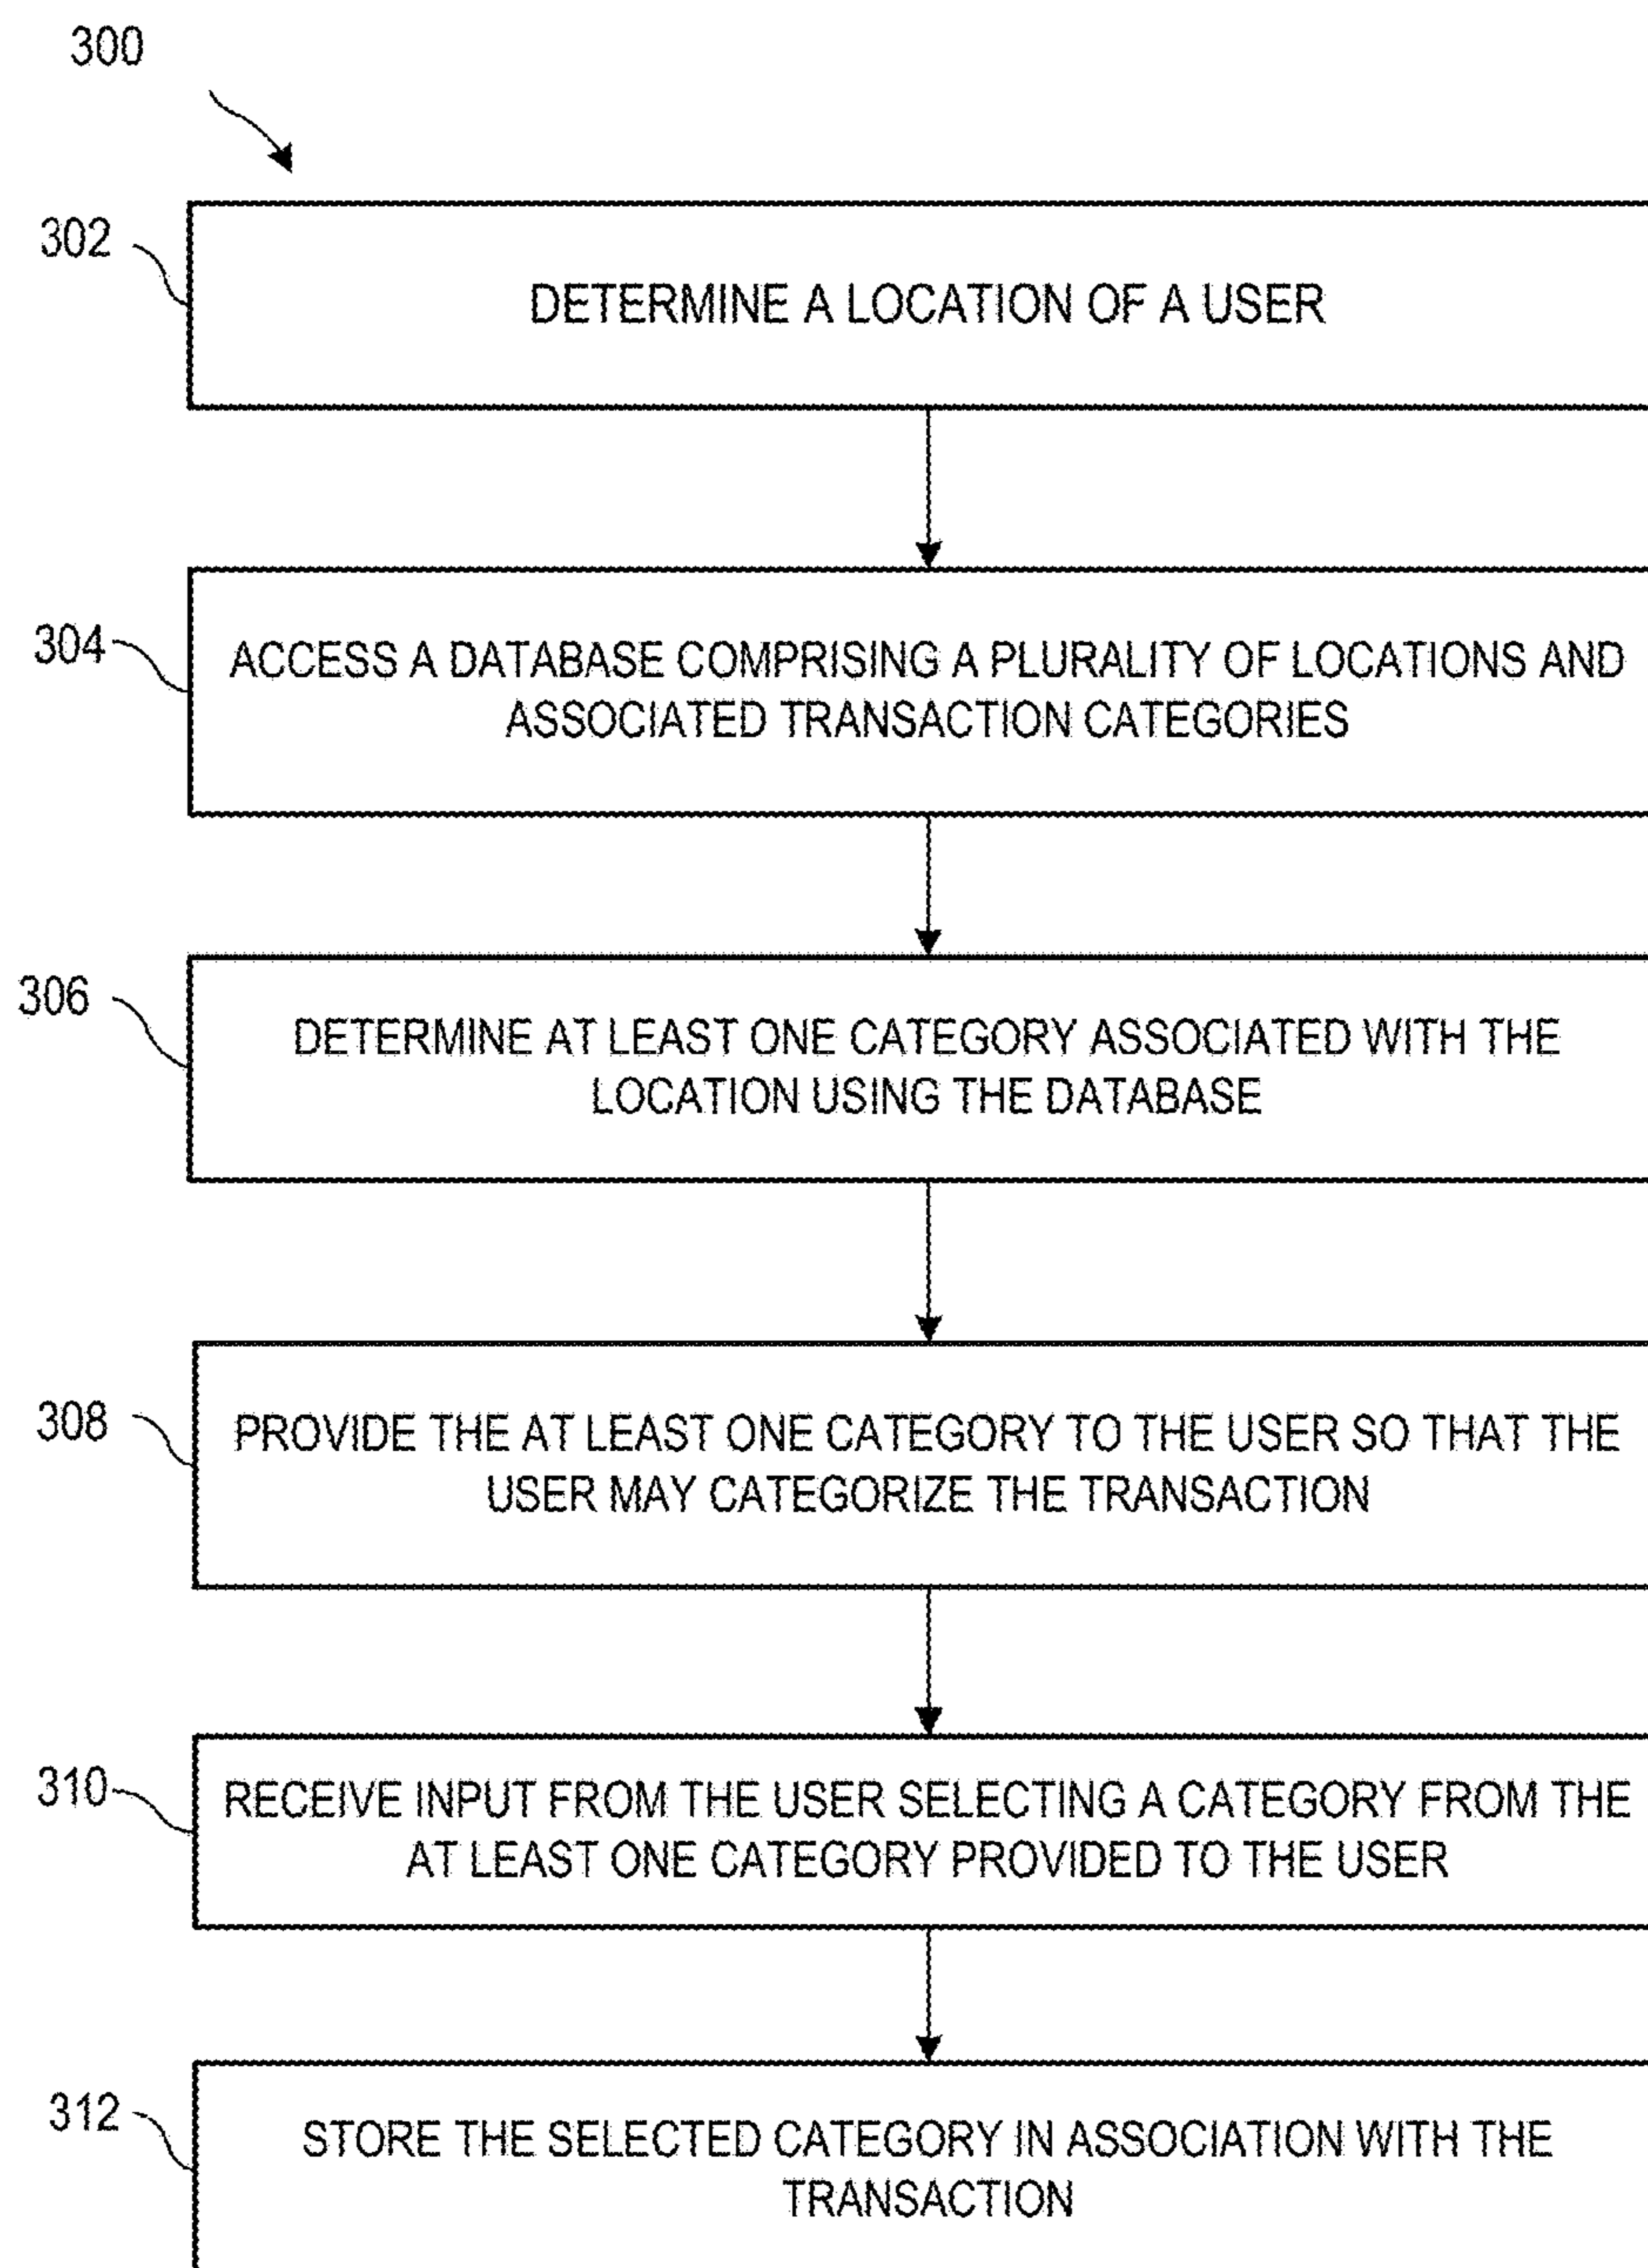 300
302
DETERMINE A LOCATION OF A USER
304
ACCESS A DATABASE COMPRISING A PLURALITY OF LOCATIONS AND
ASSOCIATED TRANSACTION CATEGORIES
306
DETERMINE AT LEAST ONE CATEGORY ASSOCIATED WITH THE
LOCATION USING THE DATABASE
308
PROVIDE THE AT LEAST ONE CATEGORY TO THE USER SO THAT THE
USER MAY CATEGORIZE THE TRANSACTION
310
RECEIVE INPUT FROM THE USER SELECTING A CATEGORY FROM THE
AT LEAST ONE CATEGORY PROVIDED TO THE USER
312
STORE THE SELECTED CATEGORY IN ASSOCIATION WITH THE
TRANSACTION